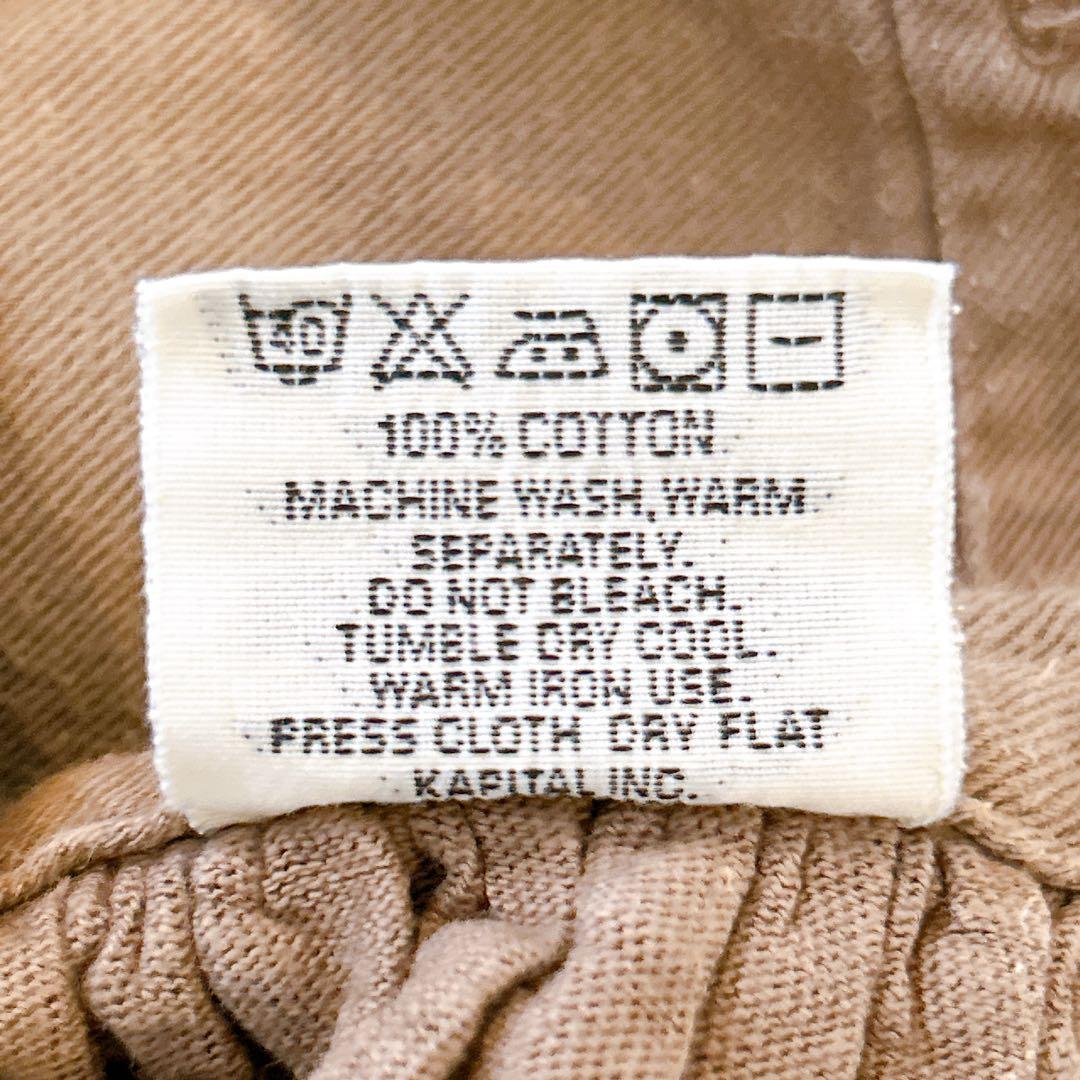 40
100% COTTON
MACHINE WASH, WARM
SEPARATELY.
DO NOT BLEACH.
TUMBLE DRY COOL.
WARM IRON USE.
PRESS CLOTH DRY FLAT
KAPITAL INC.